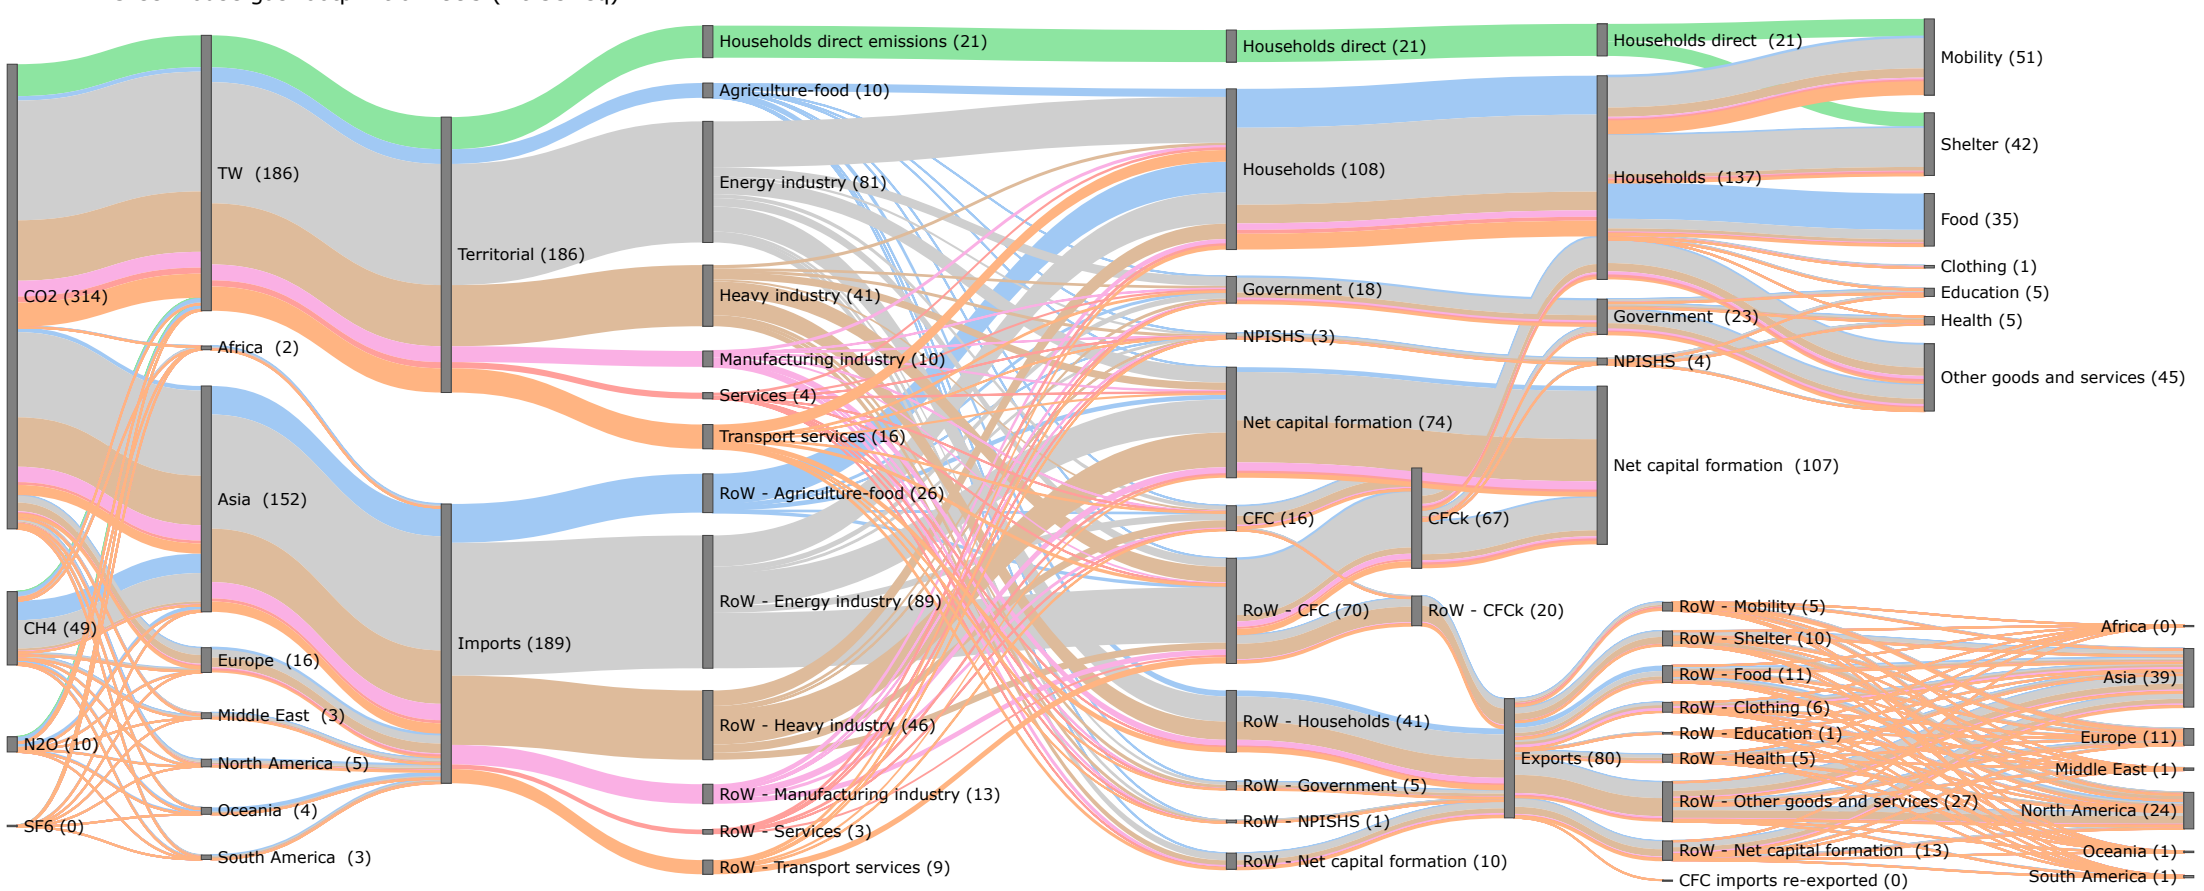 CO2 (314)
CH4 (49)
N2O (10)
SF6 (0)
TW (186)
Africa (2)
Asia (152)
Europe (16)
Middle East (3)
North America (5)
Oceania (4)
South America (3)
Territorial (186)
Imports (189)
Households direct emissions (21)
Agriculture-food (10)
Energy industry (81)
Heavy industry (41)
Manufacturing industry (10)
Services (4)
Transport services (16)
RoW - Agriculture-food (26)
RoW - Energy industry (89)
RoW - Heavy industry (46)
RoW - Manufacturing industry (13)
RoW - Services (3)
RoW - Transport services (9)
Households direct (21)
Households (108)
Government (18)
NPISHS (3)
Net capital formation (74)
CFC (16)
RoW - CFC (70)
RoW - Households (41)
RoW - Government (5)
RoW - NPISHS (1)
RoW - Net capital formation (10)
CFCk (67)
RoW - CFCk (20)
Exports (80)
Households direct (21)
Households (137)
Government (23)
NPISHS (4)
Net capital formation (107)
RoW - Mobility (5)
RoW - Shelter (10)
RoW - Food (11)
RoW - Clothing (6)
RoW - Education (1)
RoW - Health (5)
RoW - Other goods and services (27)
RoW - Net capital formation (13)
CFC imports re-exported (0)
Mobility (51)
Shelter (42)
Food (35)
Clothing (1)
Education (5)
Health (5)
Other goods and services (45)
Africa (0)
Asia (39)
Europe (11)
Middle East (1)
North America (24)
Oceania (1)
South America (1)